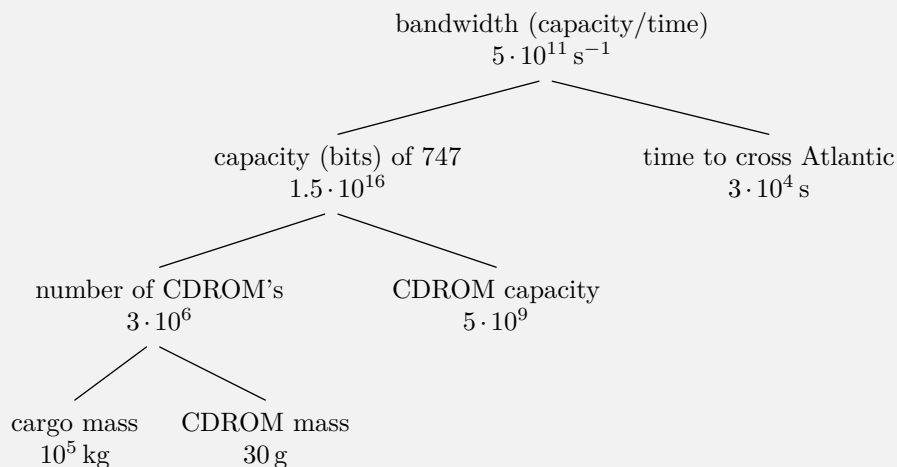 bandwidth (capacity/time)
5·10¹¹ s⁻¹
capacity (bits) of 747
1.5·10¹⁶
time to cross Atlantic
3·10⁴ s
number of CDROM's
3·10⁶
CDROM capacity
5·10⁹
cargo mass
10⁵ kg
CDROM mass
30 g